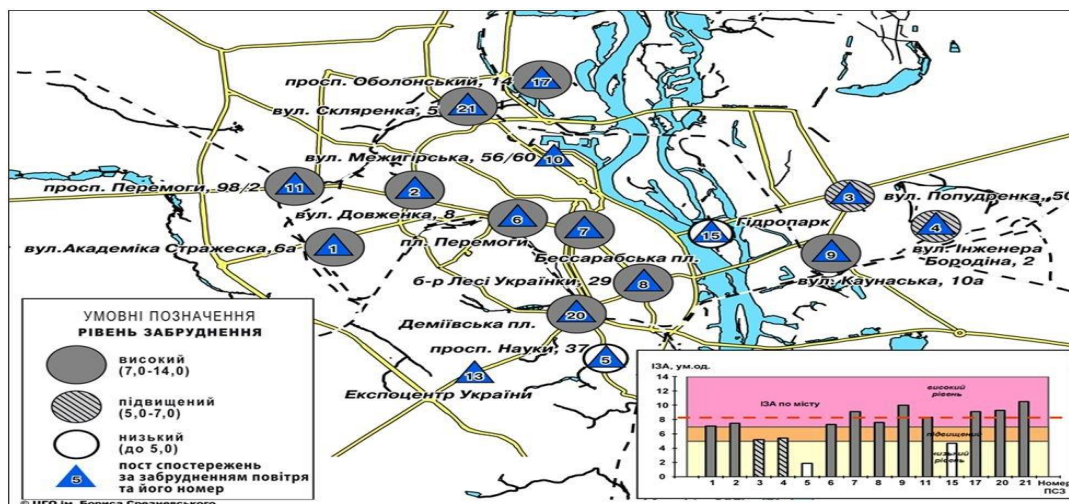 просп. Оболонський, 14
17
вул. Скляренка, 5
21
вул. Межигірська, 56/60
10
просп. Перемоги, 98/2
11
2
3
вул. Попудренка, 50
вул. Довженка, 8
6
7
Гідропарк
15
4
вул.Академіка Стражеска,6а
1
пл. Перемоги
Бессарабська пл.
9
вул. Інженера
Бородіна, 2
б-р Лесі Українки, 29
8
вул. Каунаська, 10а
20
Деміївська пл.
просп. Науки, 37
5
13
Експоцентр України
УМОВНІ ПОЗНАЧЕННЯ
РІВЕНЬ ЗАБРУДНЕННЯ
високий
(7,0-14,0)
підвищений
(5,0-7,0)
низький
(до 5,0)
5
пост спостережень
за забрудненням повітря
та його номер
© ЦГО ім. Бориса Срезневського
ІЗА, ум.од.
14
12
10
8
6
4
2
0
високий
рівень
ІЗА по місту
підвищений
низький
рівень
1 2 3 4 5 6 7 8 9 11 15 17 20 21
Номер
ПСЗ